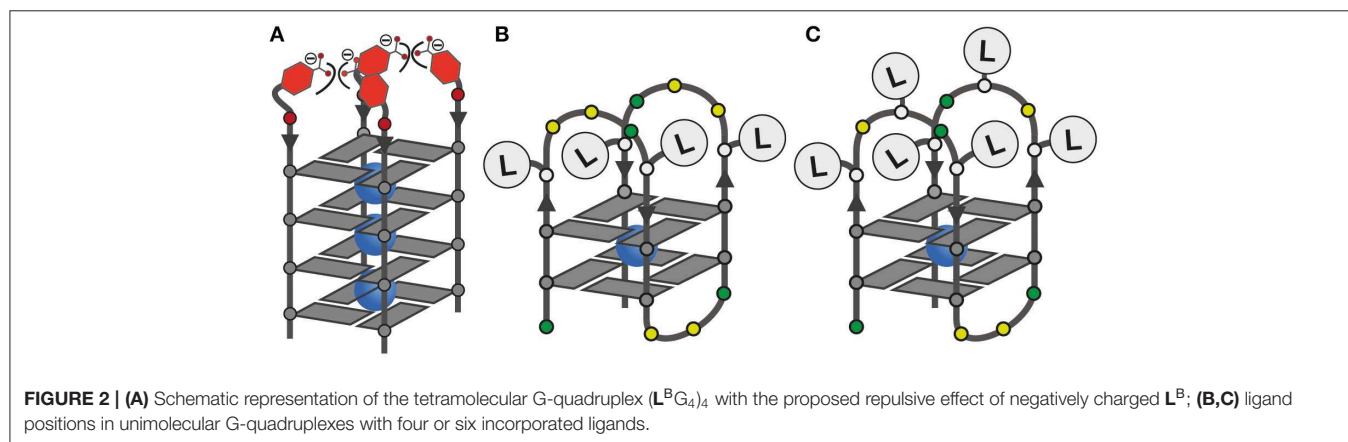 A
B
C
⊖
⊖
⊖
⊖
L
L
L
L
L
L
L
L
L
L
FIGURE 2 | (A) Schematic representation of the tetramolecular G-quadruplex (LᴮG₄)₄ with the proposed repulsive effect of negatively charged Lᴮ; (B,C) ligand
positions in unimolecular G-quadruplexes with four or six incorporated ligands.